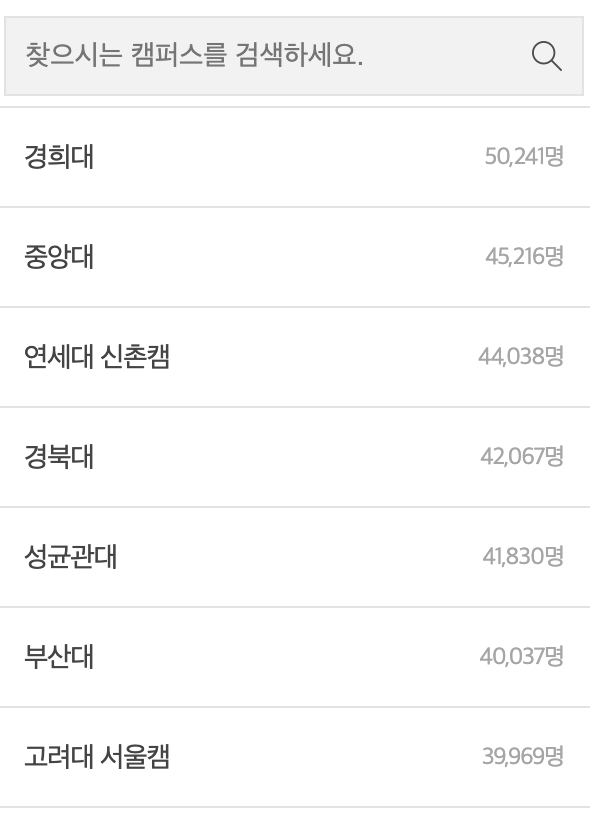 찾으시는 캠퍼스를 검색하세요.
경희대 50,241명
중앙대 45,216명
연세대 신촌캠 44,038명
경북대 42,067명
성균관대 41,830명
부산대 40,037명
고려대 서울캠 39,969명